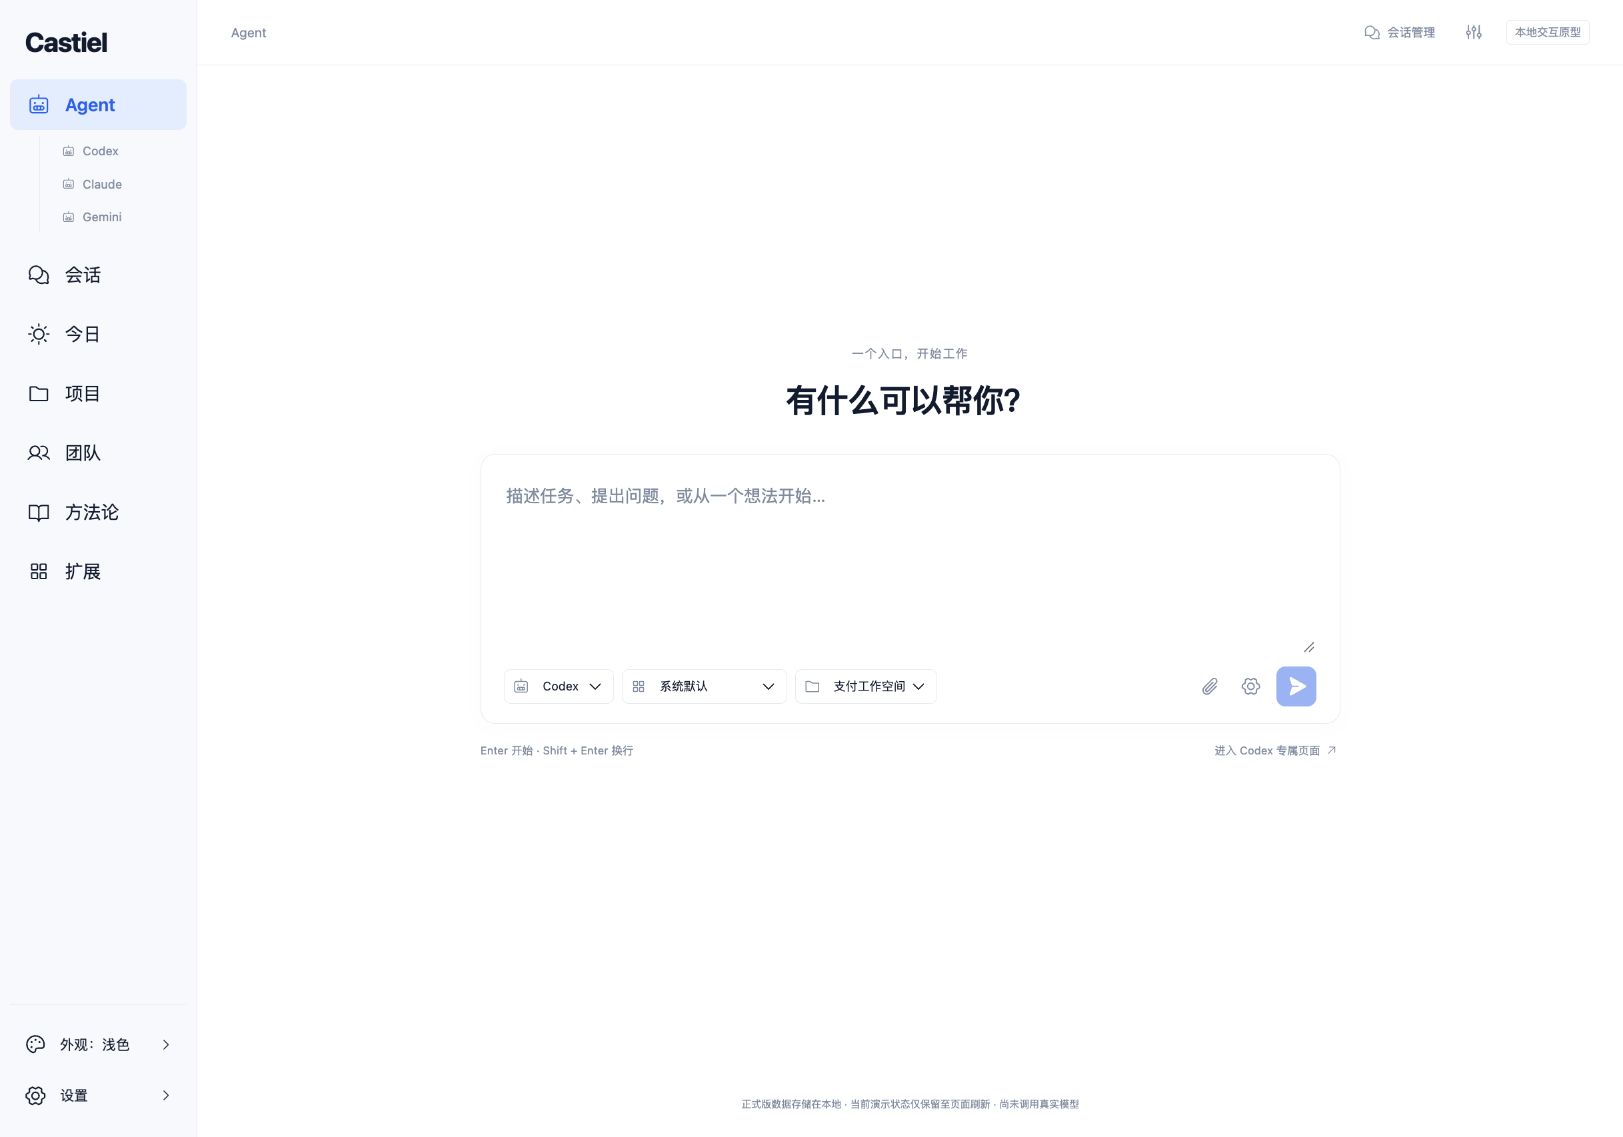 Castiel
Agent
Codex
Claude
Gemini
会话
今日
项目
团队
方法论
扩展
外观：浅色
设置
Agent
会话管理
本地交互原型
一个入口，开始工作
有什么可以帮你？
描述任务、提出问题，或从一个想法开始...
Codex
系统默认
支付工作空间
Enter 开始 · Shift + Enter 换行
进入 Codex 专属页面
正式版数据存储在本地 · 当前演示状态仅保留至页面刷新 · 尚未调用真实模型